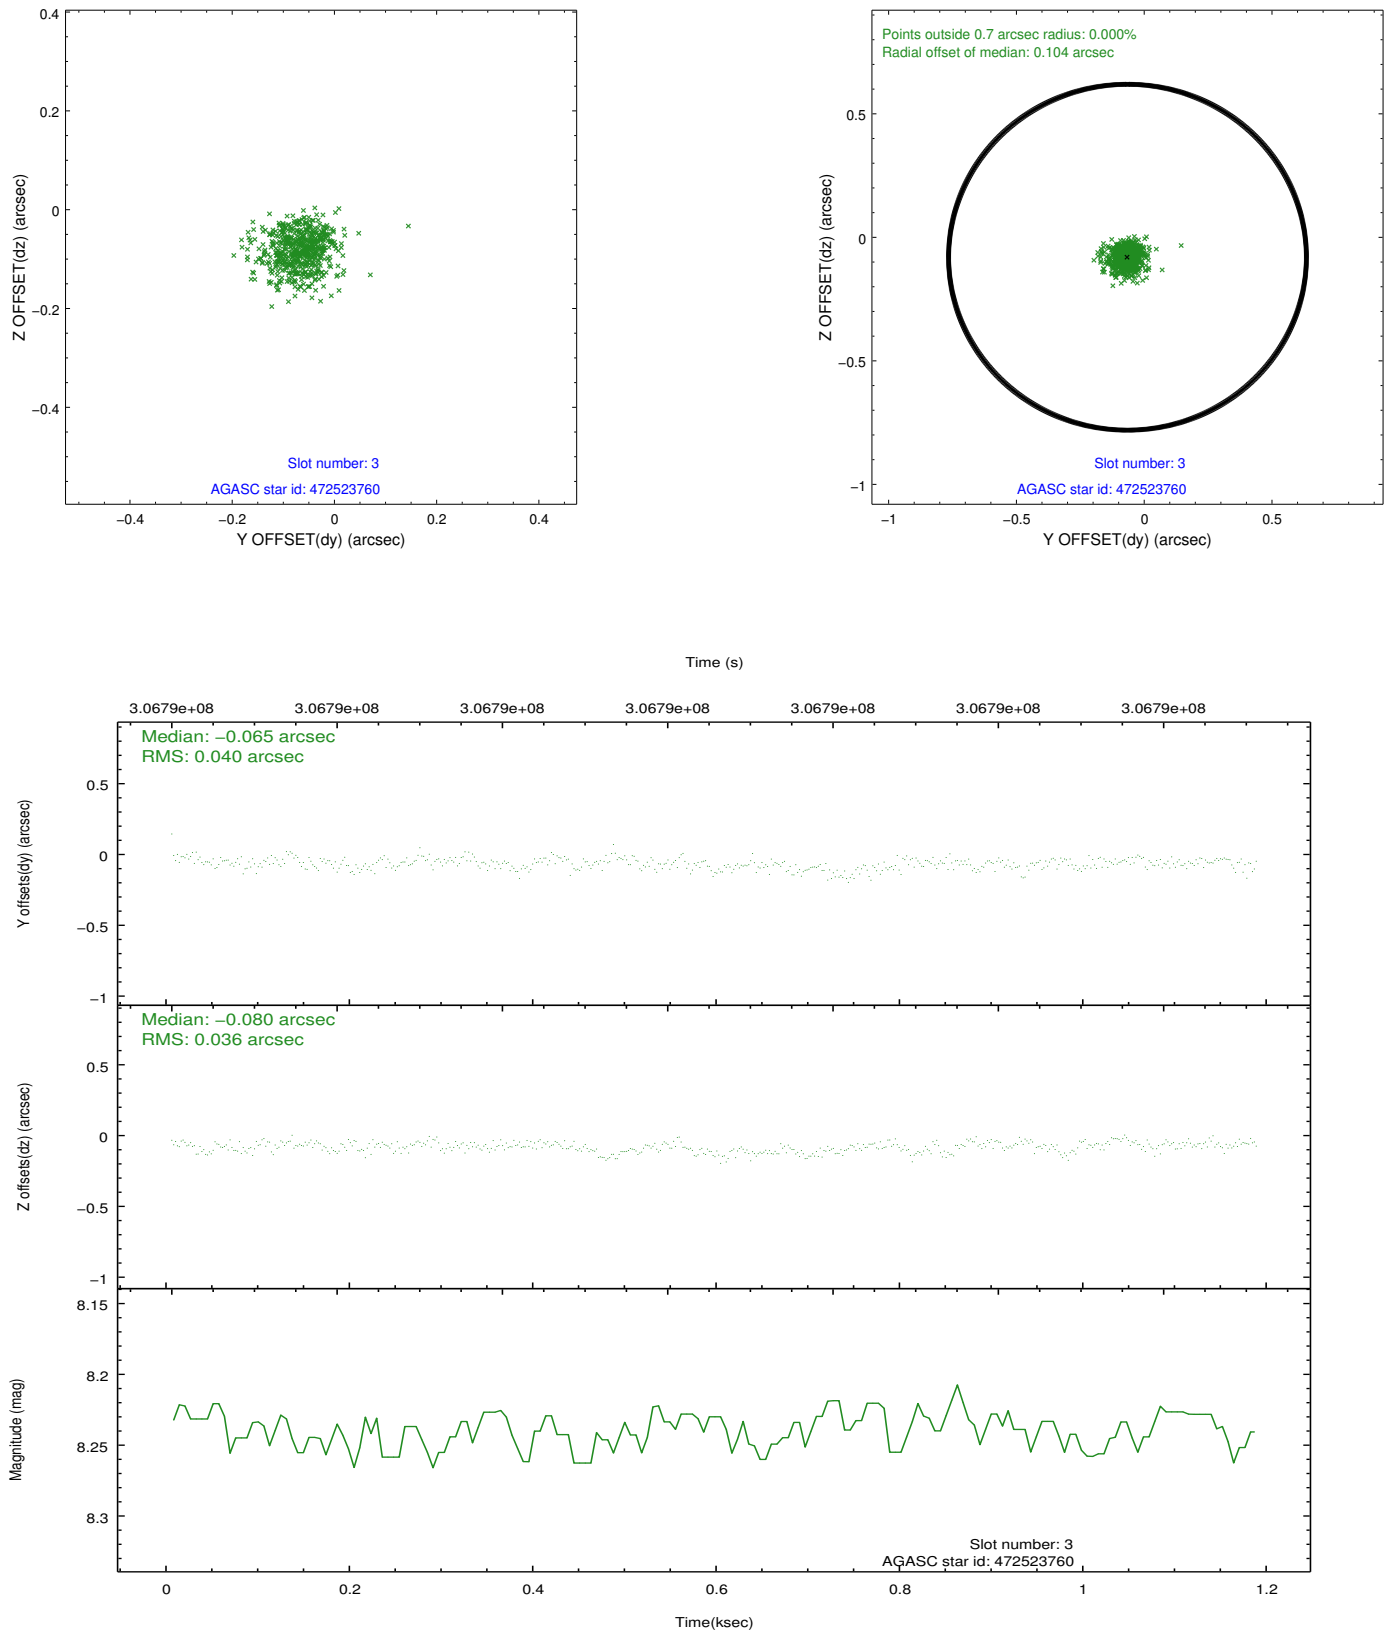 0.4
0.2
0
−0.2
−0.4
Z OFFSET(dz) (arcsec)
Slot number: 3
AGASC star id: 472523760
−0.4 −0.2 0 0.2 0.4
Y OFFSET(dy) (arcsec)
Points outside 0.7 arcsec radius: 0.000%
Radial offset of median: 0.104 arcsec
0.5
0
−0.5
−1
Z OFFSET(dz) (arcsec)
Slot number: 3
AGASC star id: 472523760
−1 −0.5 0 0.5
Y OFFSET(dy) (arcsec)
Time (s)
3.0679e+08 3.0679e+08 3.0679e+08 3.0679e+08 3.0679e+08 3.0679e+08 3.0679e+08
Median: −0.065 arcsec
RMS: 0.040 arcsec
0.5
0
−0.5
−1
Y offsets(dy) (arcsec)
Median: −0.080 arcsec
RMS: 0.036 arcsec
0.5
0
−0.5
−1
Z offsets(dz) (arcsec)
8.15
8.2
8.25
8.3
Magnitude (mag)
Slot number: 3
AGASC star id: 472523760
0 0.2 0.4 0.6 0.8 1 1.2
Time(ksec)